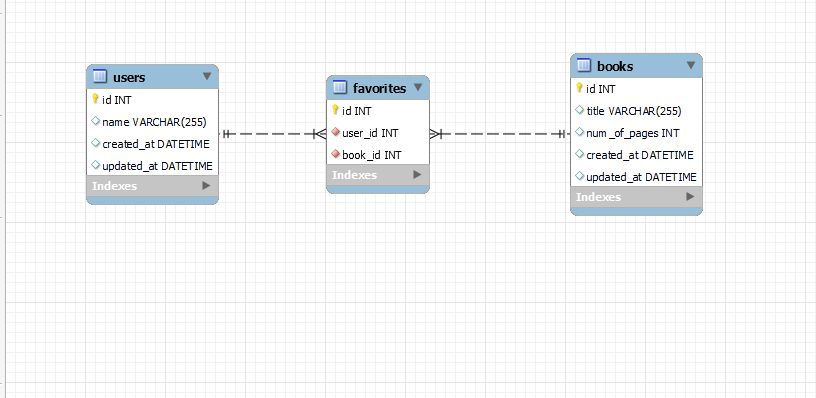 users
id INT
name VARCHAR(255)
created_at DATETIME
updated_at DATETIME
Indexes
favorites
id INT
user_id INT
book_id INT
Indexes
books
id INT
title VARCHAR(255)
num_of_pages INT
created_at DATETIME
updated_at DATETIME
Indexes